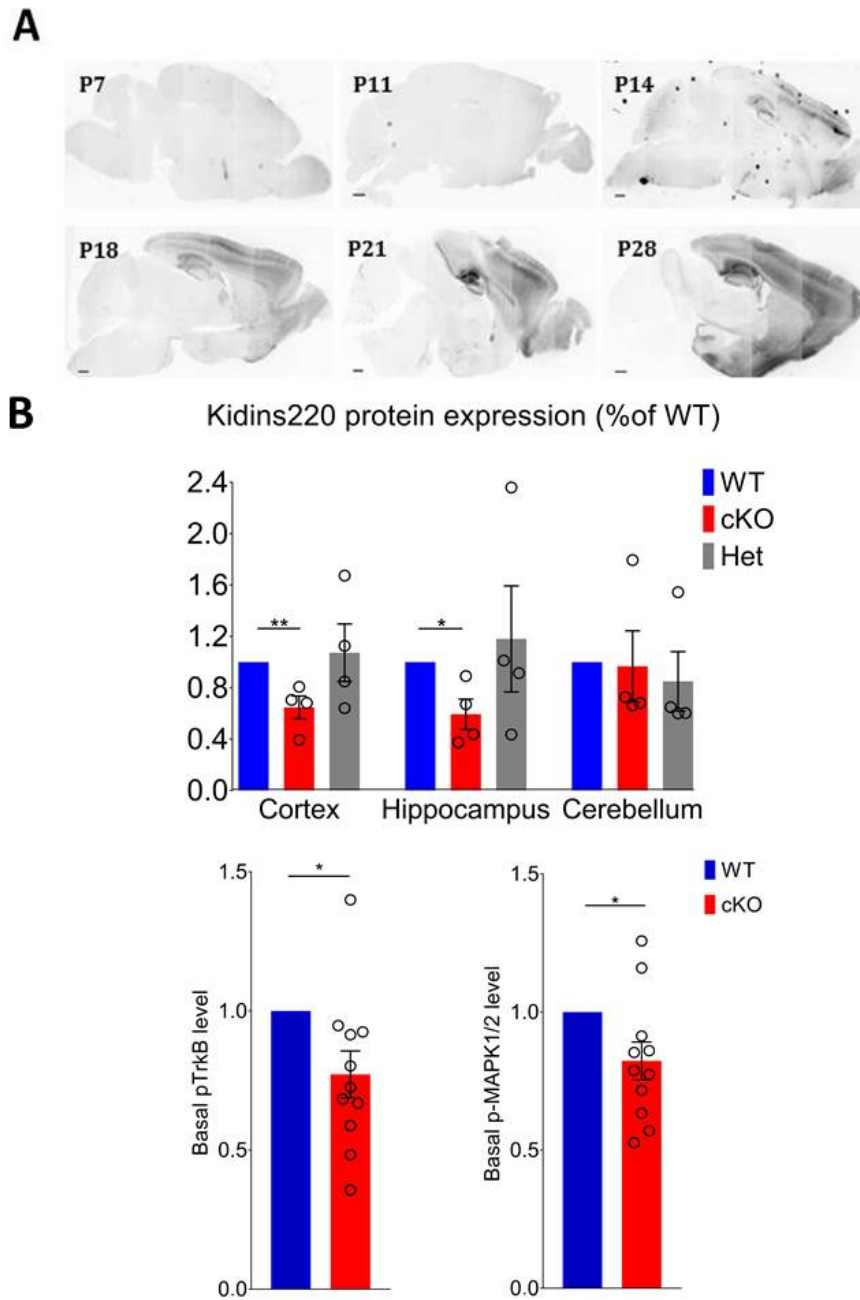 A
P7 P11 P14
P18 P21 P28
B Kidins220 protein expression (%of WT)
2.4
2.0
1.6
1.2
0.8
0.4
0.0
** *
WT
cKO
Het
Cortex Hippocampus Cerebellum
Basal pTrkB level
1.5
1.0
0.5
0.0
*
Basal p-MAPK1/2 level
1.5
1.0
0.5
0.0
*
WT
cKO